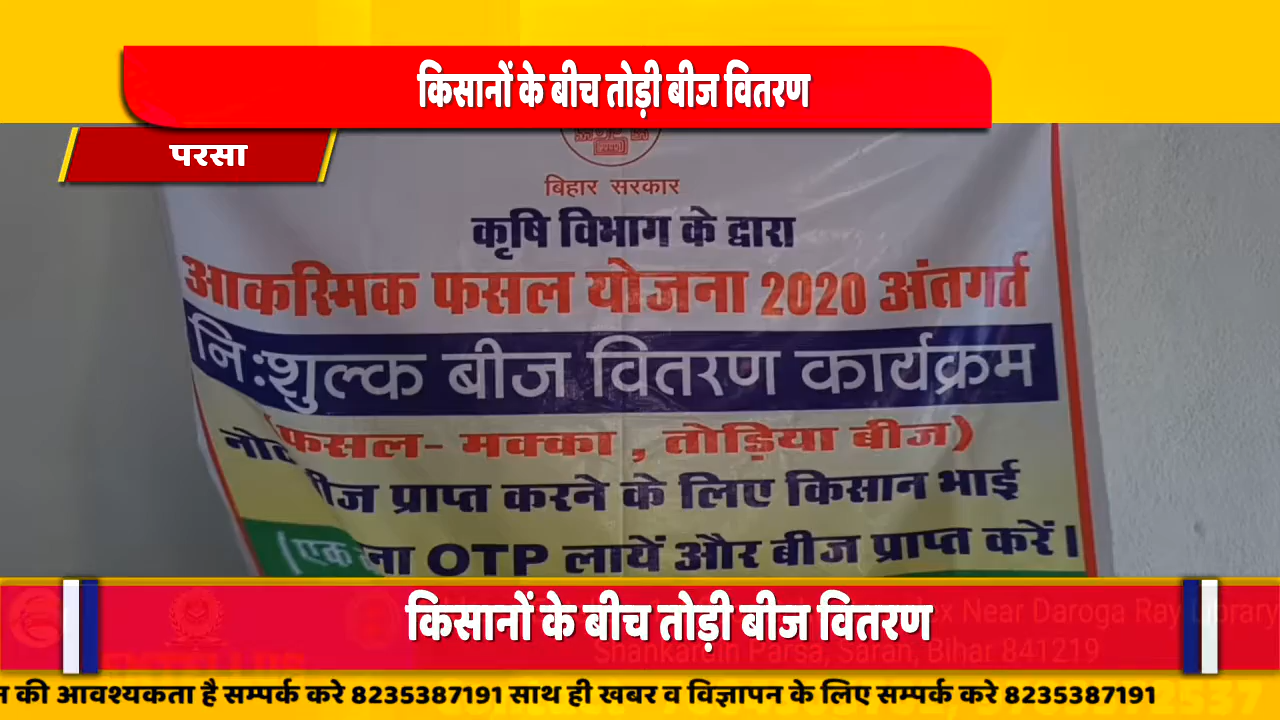 किसानों के बीच तोड़ी बीज वितरण
परसा
बिहार सरकार
कृषि विभाग के द्वारा
आकस्मिक फसल योजना 2020 अंतगर्त
निःशुल्क बीज वितरण कार्यक्रम
(फसल- मक्का , तोड़िया बीज)
बीज प्राप्त करने के लिए किसान भाई
OTP लायें और बीज प्राप्त करें।
किसानों के बीच तोड़ी बीज वितरण
Near Daroga Ray Library
Shankardih Parsa, Saran, Bihar 841219
की आवश्यकता है सम्पर्क करे 8235387191 साथ ही खबर व विज्ञापन के लिए सम्पर्क करे 8235387191